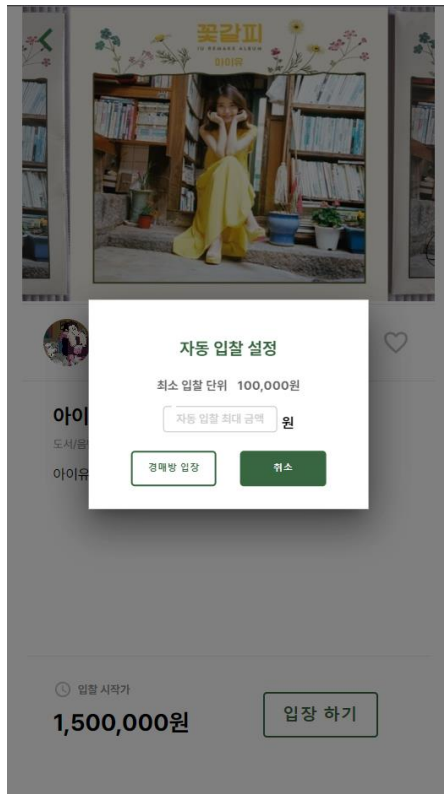 꽃갈피
IU REMAKE ALBUM
아이유
자동 입찰 설정
최소 입찰 단위 100,000원
자동 입찰 최대 금액 원
경매방 입장 취소
아이
도서/음
아이유
입찰 시작가
1,500,000원
입장 하기